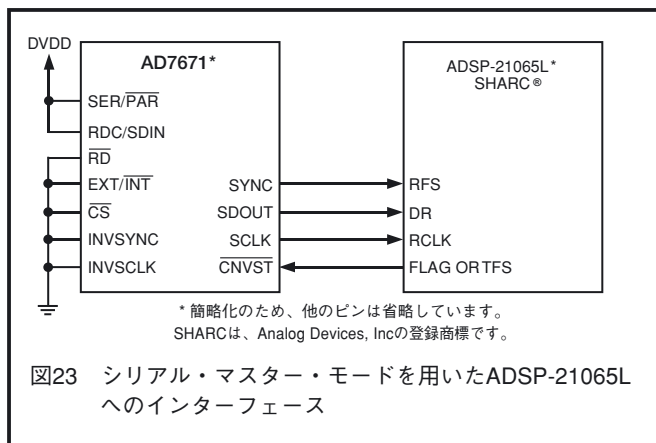 DVDD
AD7671*
ADSP-21065L*
SHARC®
SER/PAR
RDC/SDIN
RD
EXT/INT
SYNC
RFS
CS
SDOUT
DR
INVSYNC
SCLK
RCLK
INVSCLK
CNVST
FLAG OR TFS
* 簡略化のため、他のピンは省略しています。
SHARCは、Analog Devices, Incの登録商標です。
図23 シリアル・マスター・モードを用いたADSP-21065L
へのインターフェース